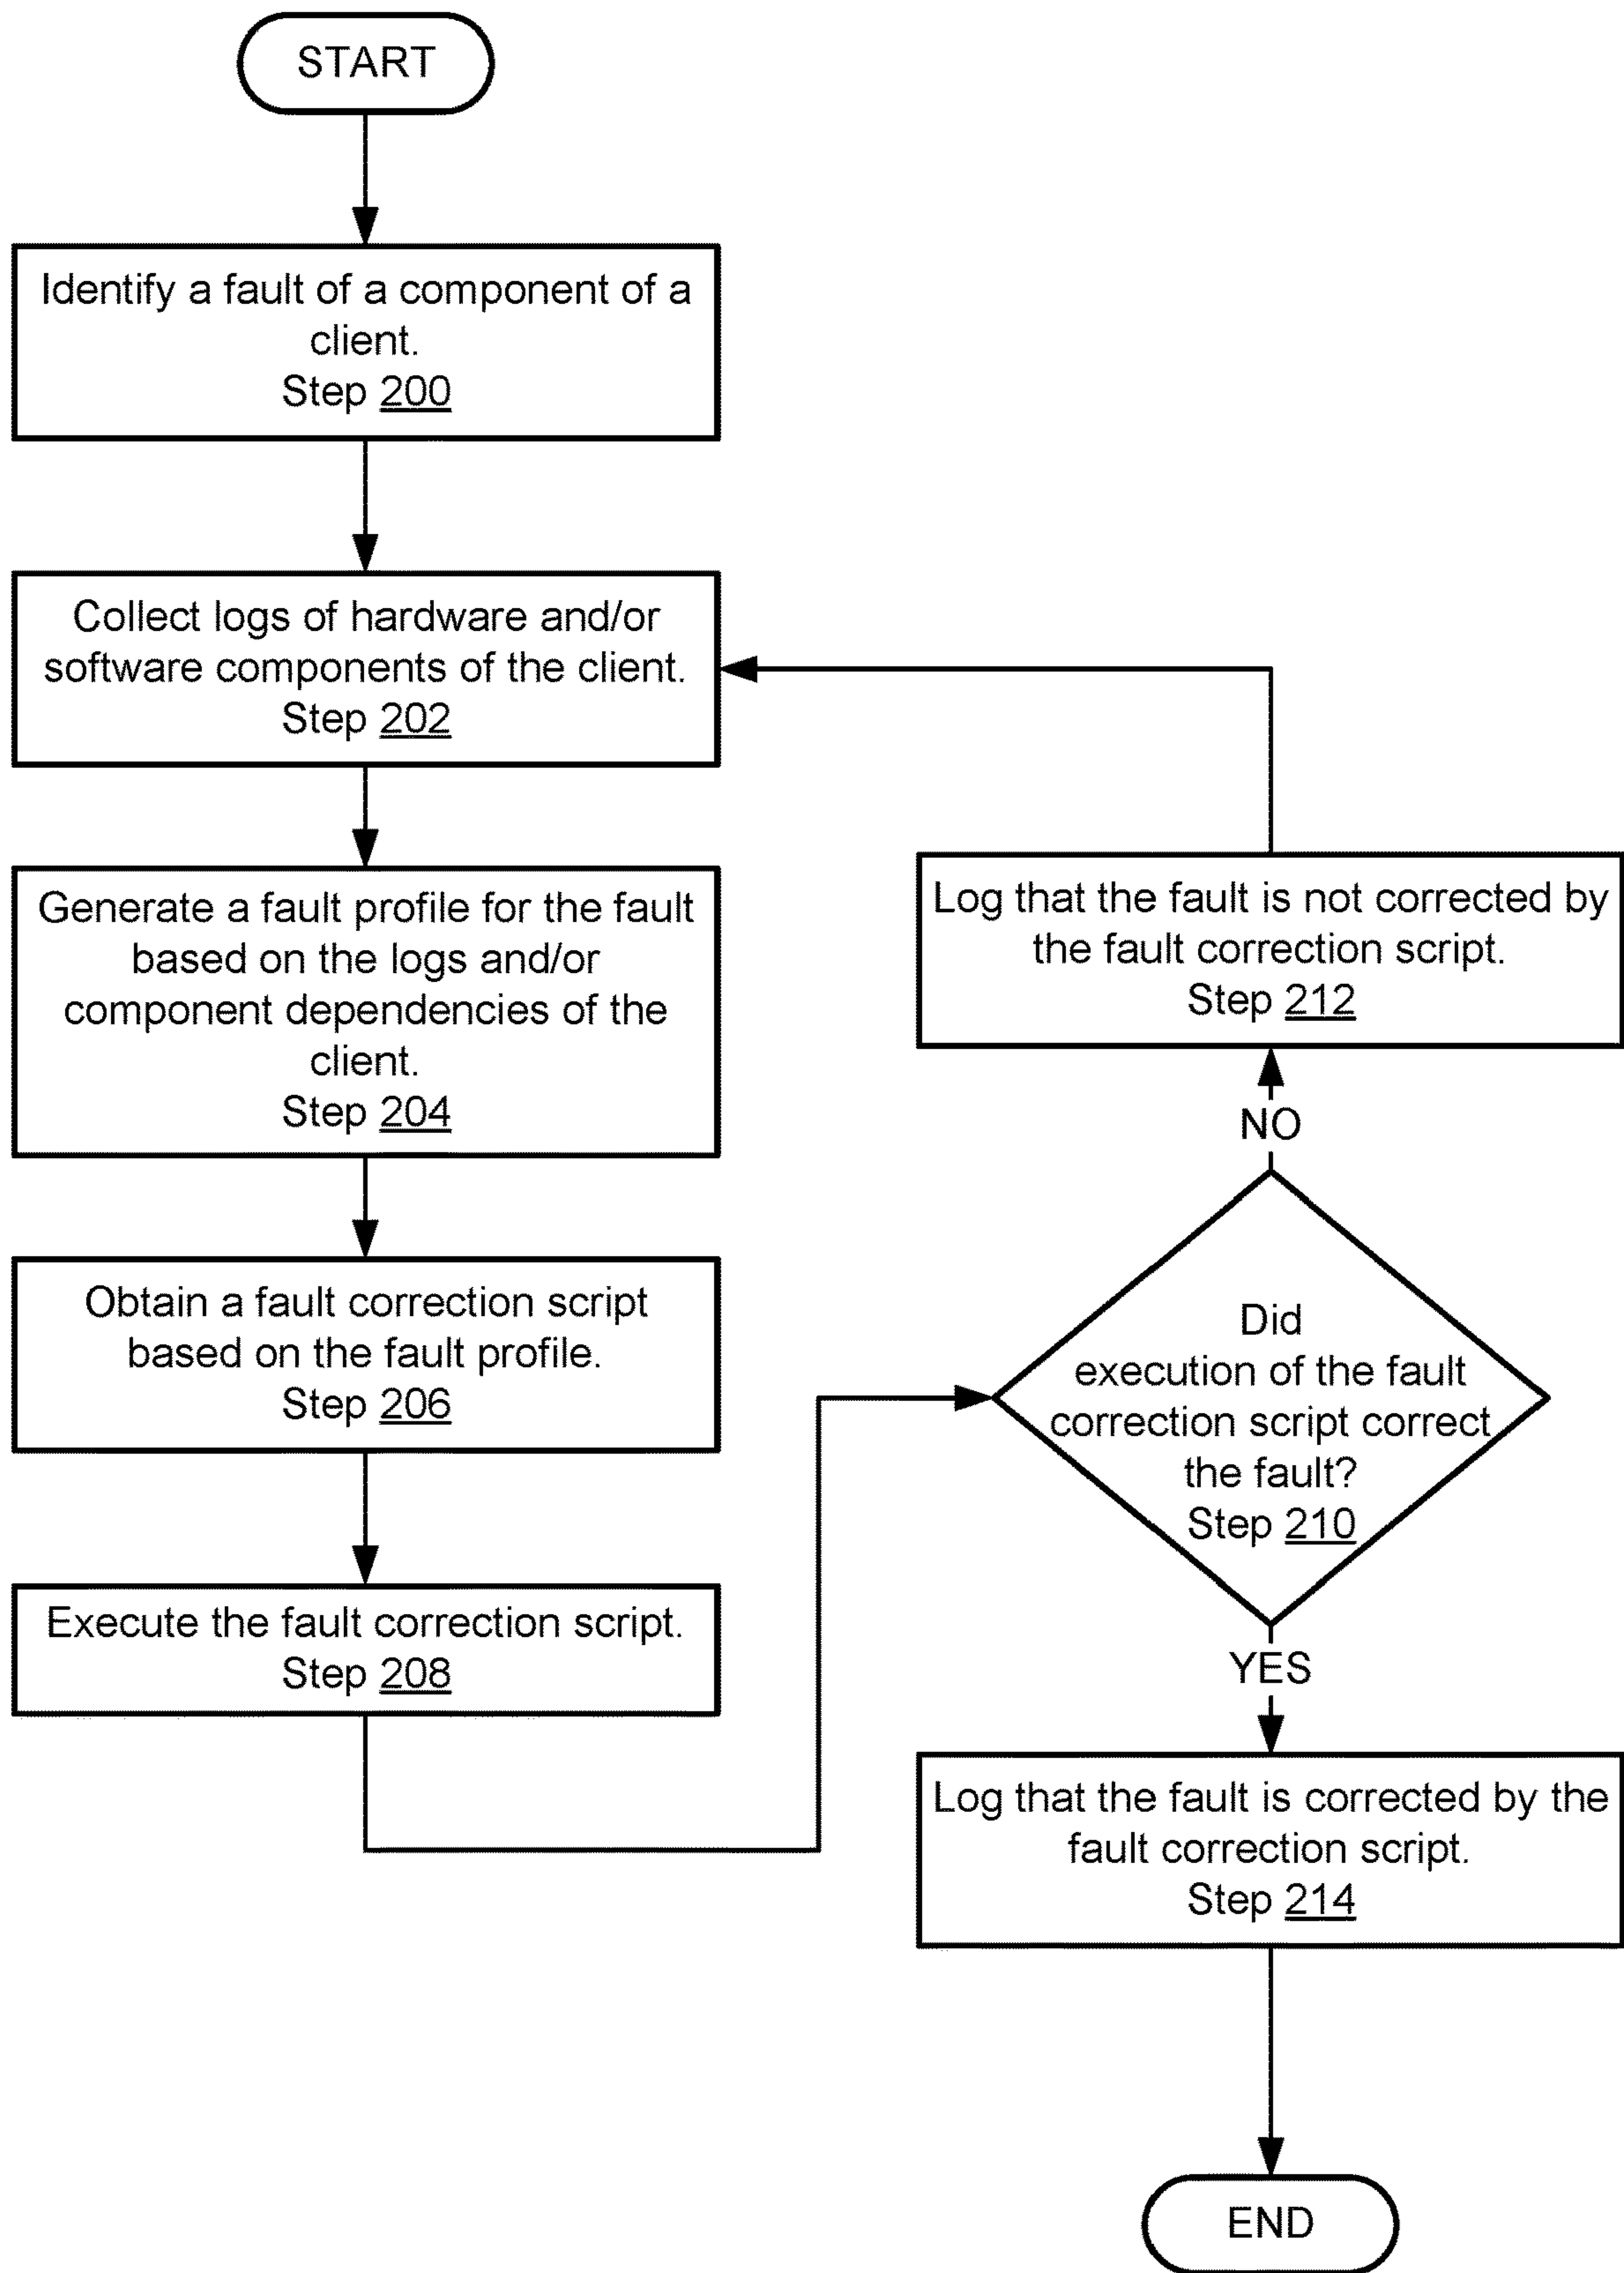 START
Identify a fault of a component of a
client.
Step 200
Collect logs of hardware and/or
software components of the client.
Step 202
Generate a fault profile for the fault
based on the logs and/or
component dependencies of the
client.
Step 204
Obtain a fault correction script
based on the fault profile.
Step 206
Execute the fault correction script.
Step 208
Log that the fault is not corrected by
the fault correction script.
Step 212
NO
Did
execution of the fault
correction script correct
the fault?
Step 210
YES
Log that the fault is corrected by the
fault correction script.
Step 214
END